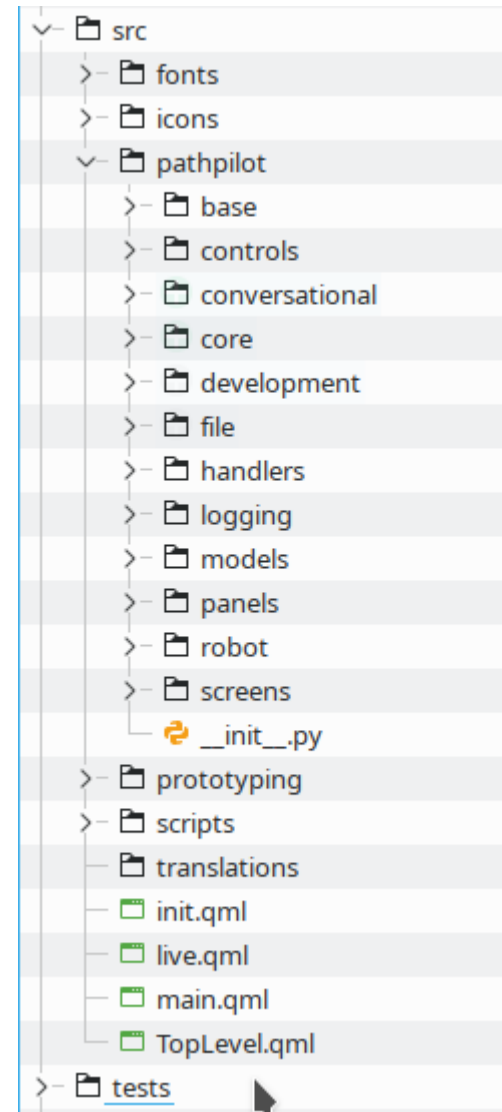 src
fonts
icons
pathpilot
base
controls
conversational
core
development
file
handlers
logging
models
panels
robot
screens
__init__.py
prototyping
scripts
translations
init.qml
live.qml
main.qml
TopLevel.qml
tests